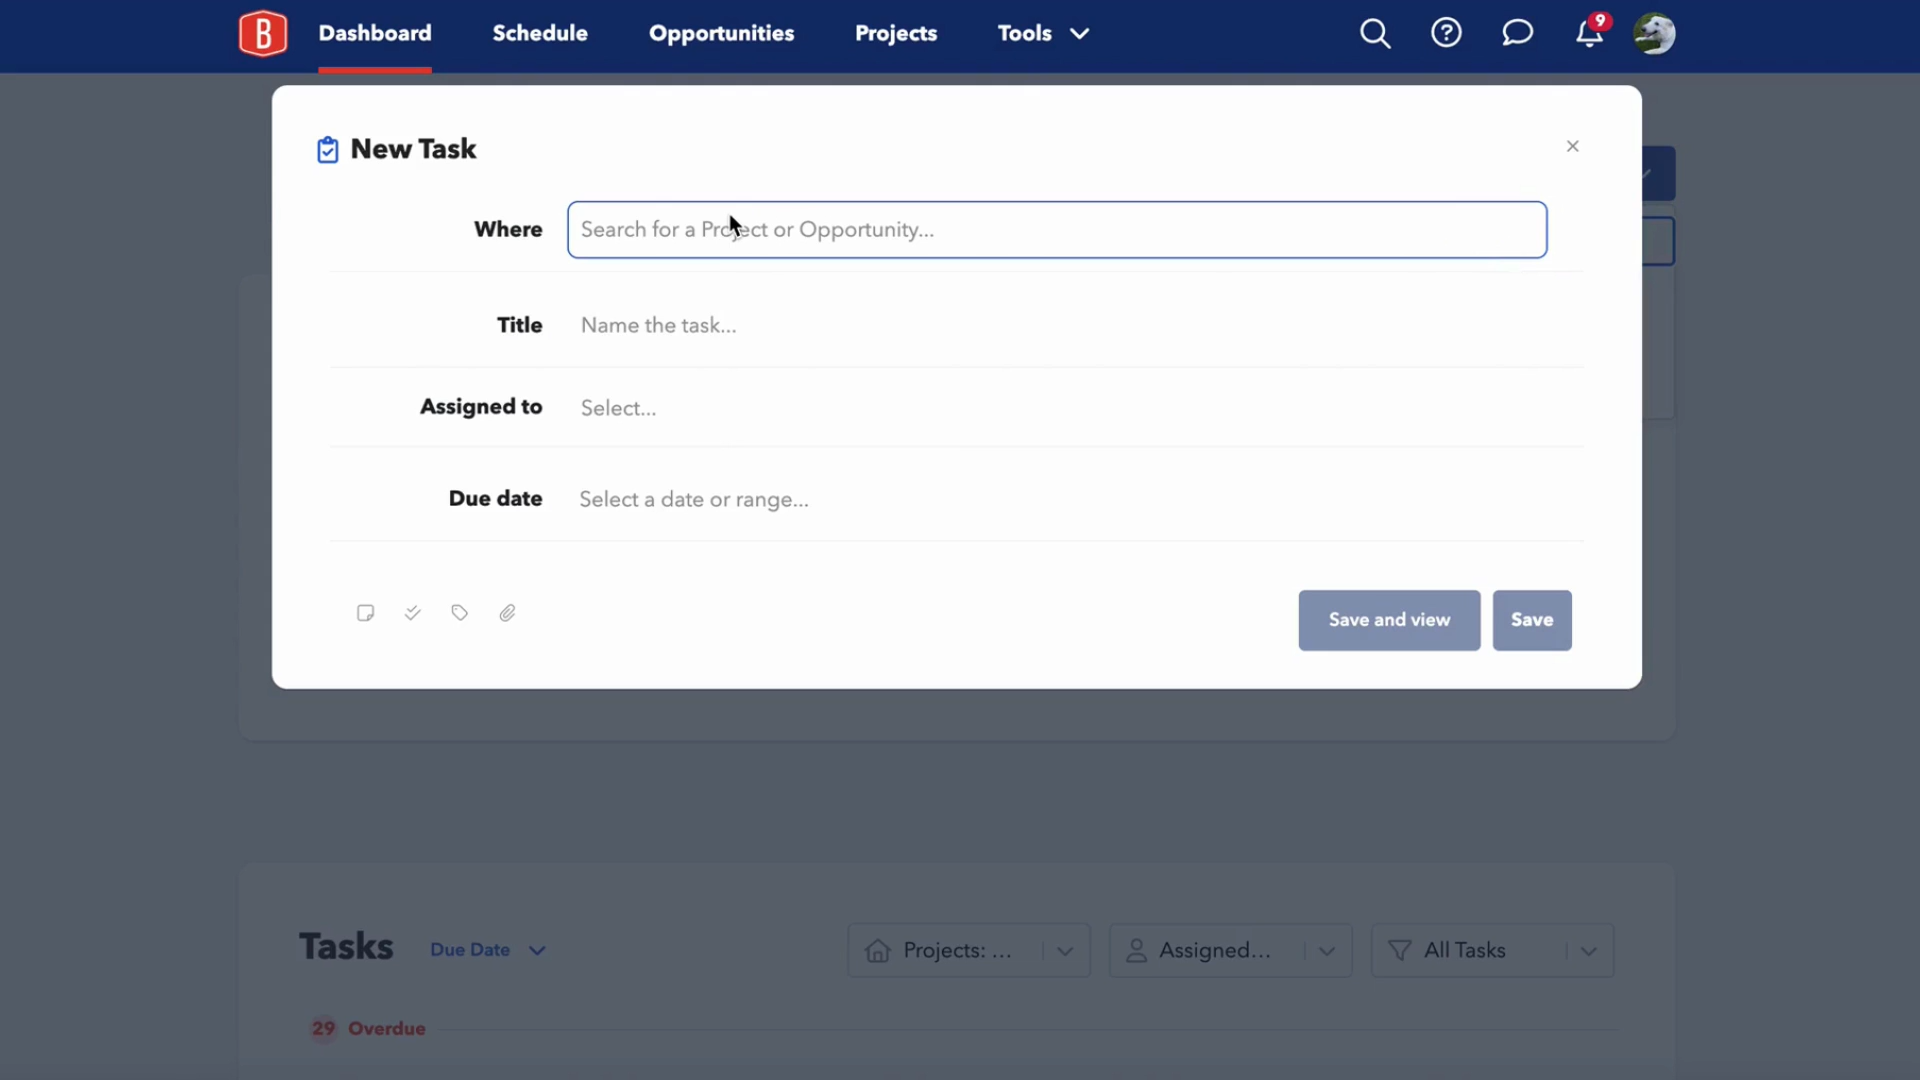 B Dashboard Schedule Opportunities Projects Tools 9
New Task
Where Search for a Project or Opportunity...
Title Name the task...
Assigned to Select...
Due date Select a date or range...
Save and view Save
Tasks Due Date Projects: ... Assigned... All Tasks
29 Overdue